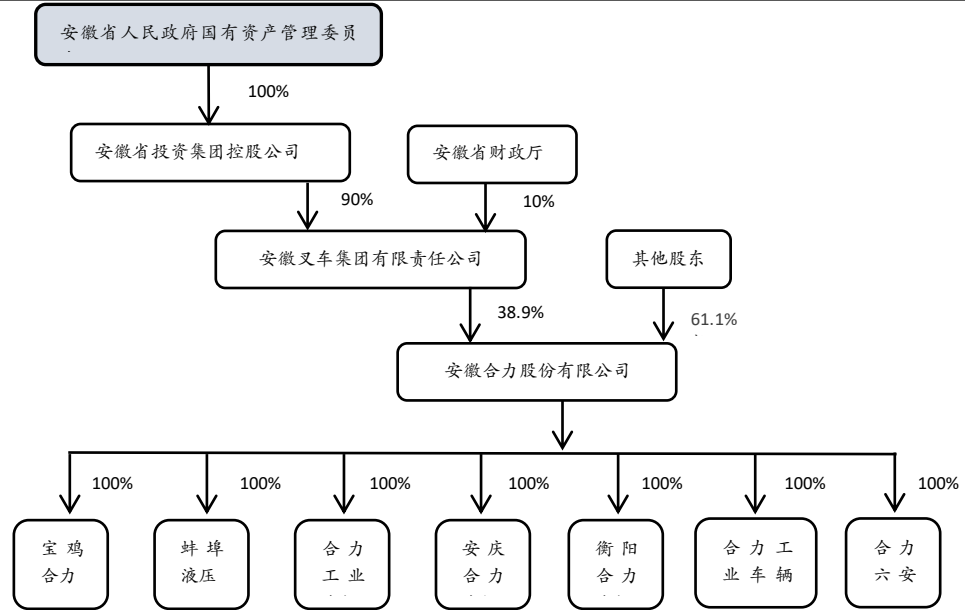 安徽省人民政府国有资产管理委员
100%
安徽省投资集团控股公司
安徽省财政厅
90%
10%
安徽叉车集团有限责任公司
其他股东
38.9%
61.1%
安徽合力股份有限公司
100%
100%
100%
100%
100%
100%
100%
宝鸡
合力
蚌埠
液压
合力
工业
安庆
合力
衡阳
合力
合力工
业车辆
合力
六安